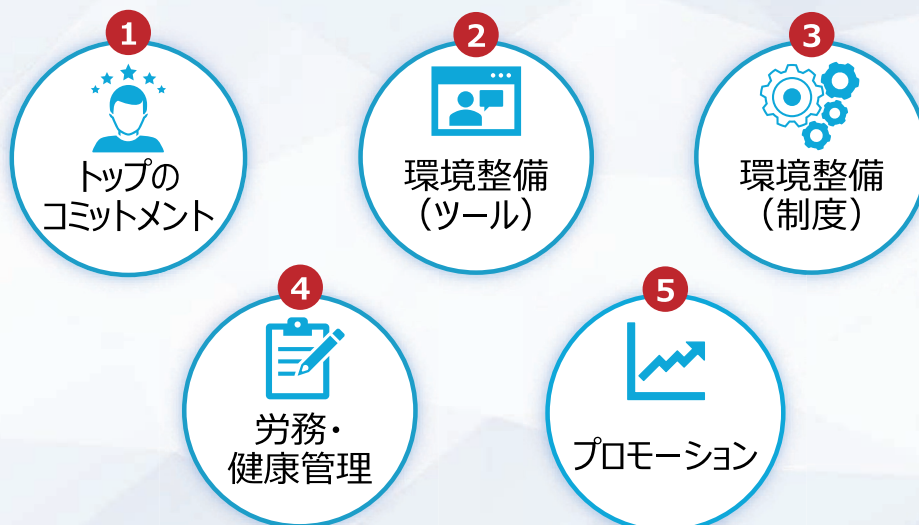 1
トップの
コミットメント
2
環境整備
（ツール）
3
環境整備
（制度）
4
労務・
健康管理
5
プロモーション